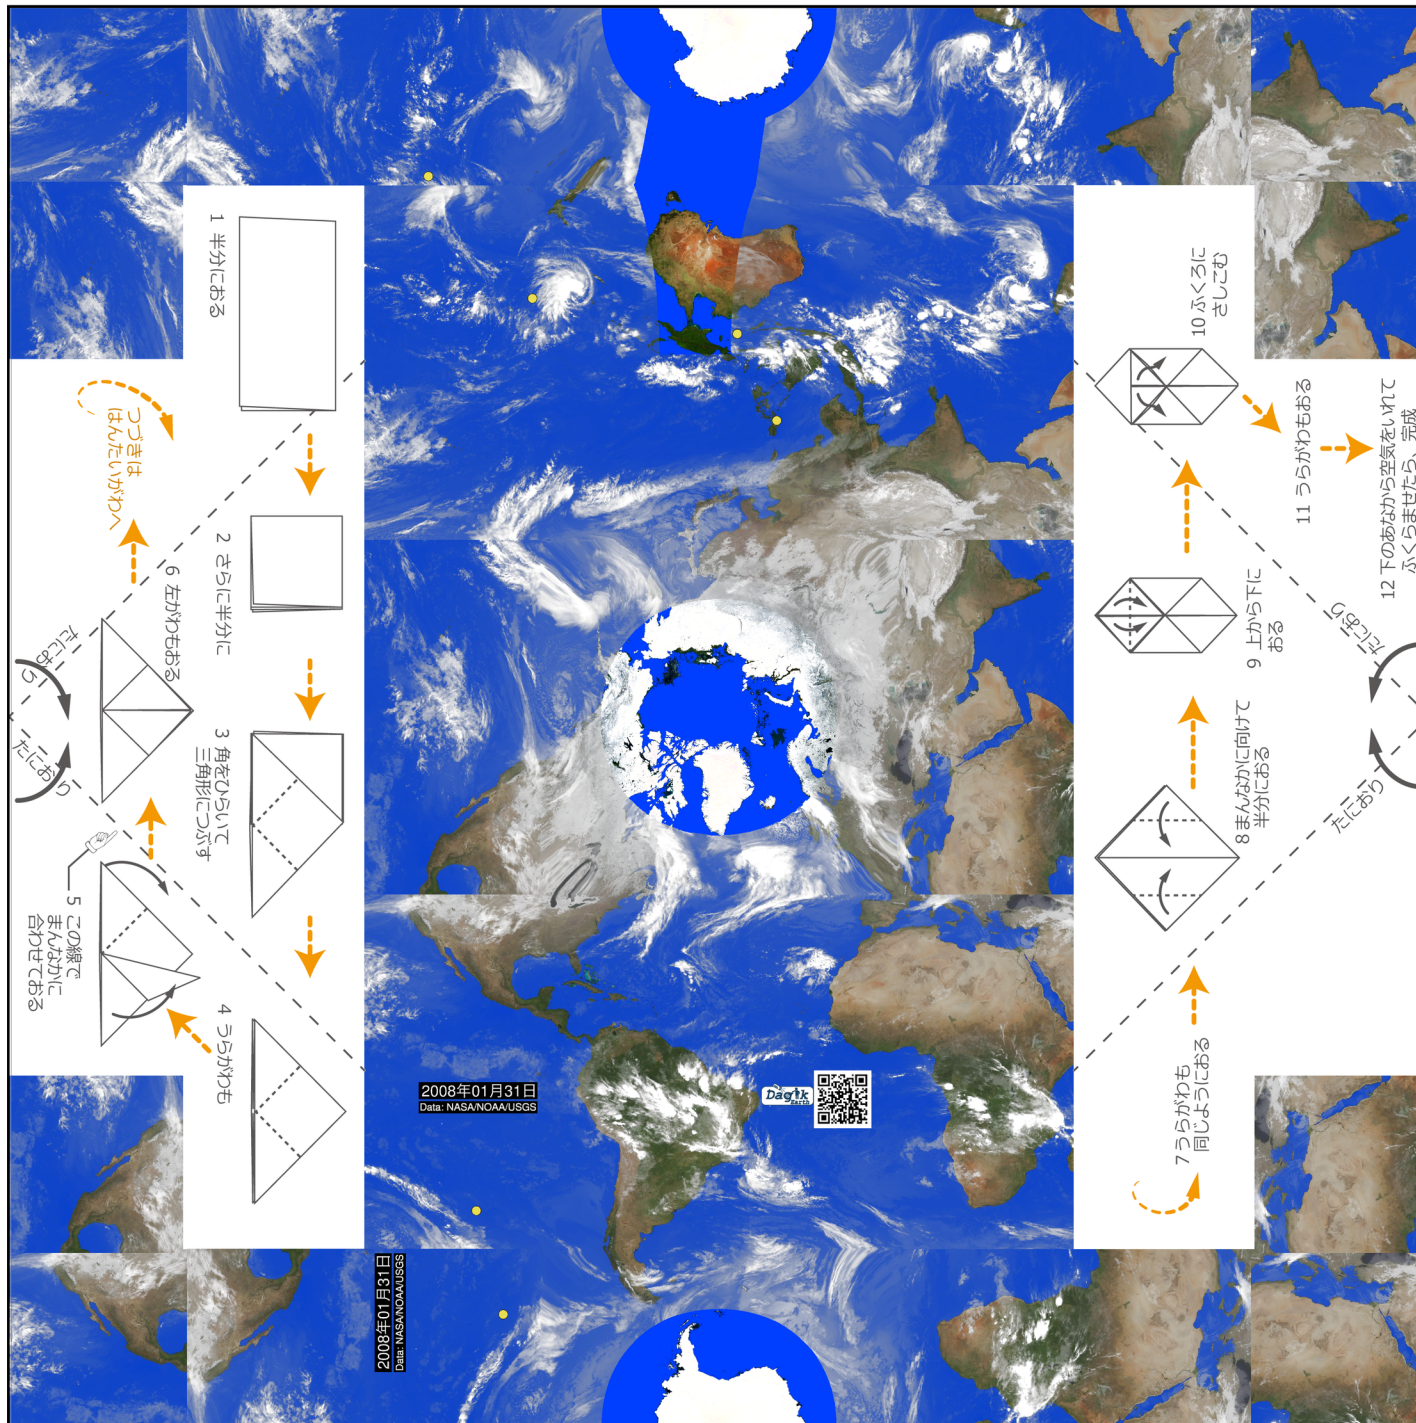 1 半分におる
2 さらに半分に
3 角をひらいて
三角形につぶす
4 うらがわも
5 この線で
まんなかに
合わせておる
6 左がわもおる
つづきは
はんたいがわへ
たにおり
たにおり
7 うらがわも
同じようにおる
8 まんなかに向けて
半分におる
9 上から下に
おる
10 ふくろに
さしこむ
11 うらがわもおる
12 下のあなから空気をいれて
ふくらませたら、完成
たにおり
たにおり
2008年01月31日
Data: NASA/NOAA/USGS
Dagik
Earth
2008年01月31日
Data: NASA/NOAA/USGS